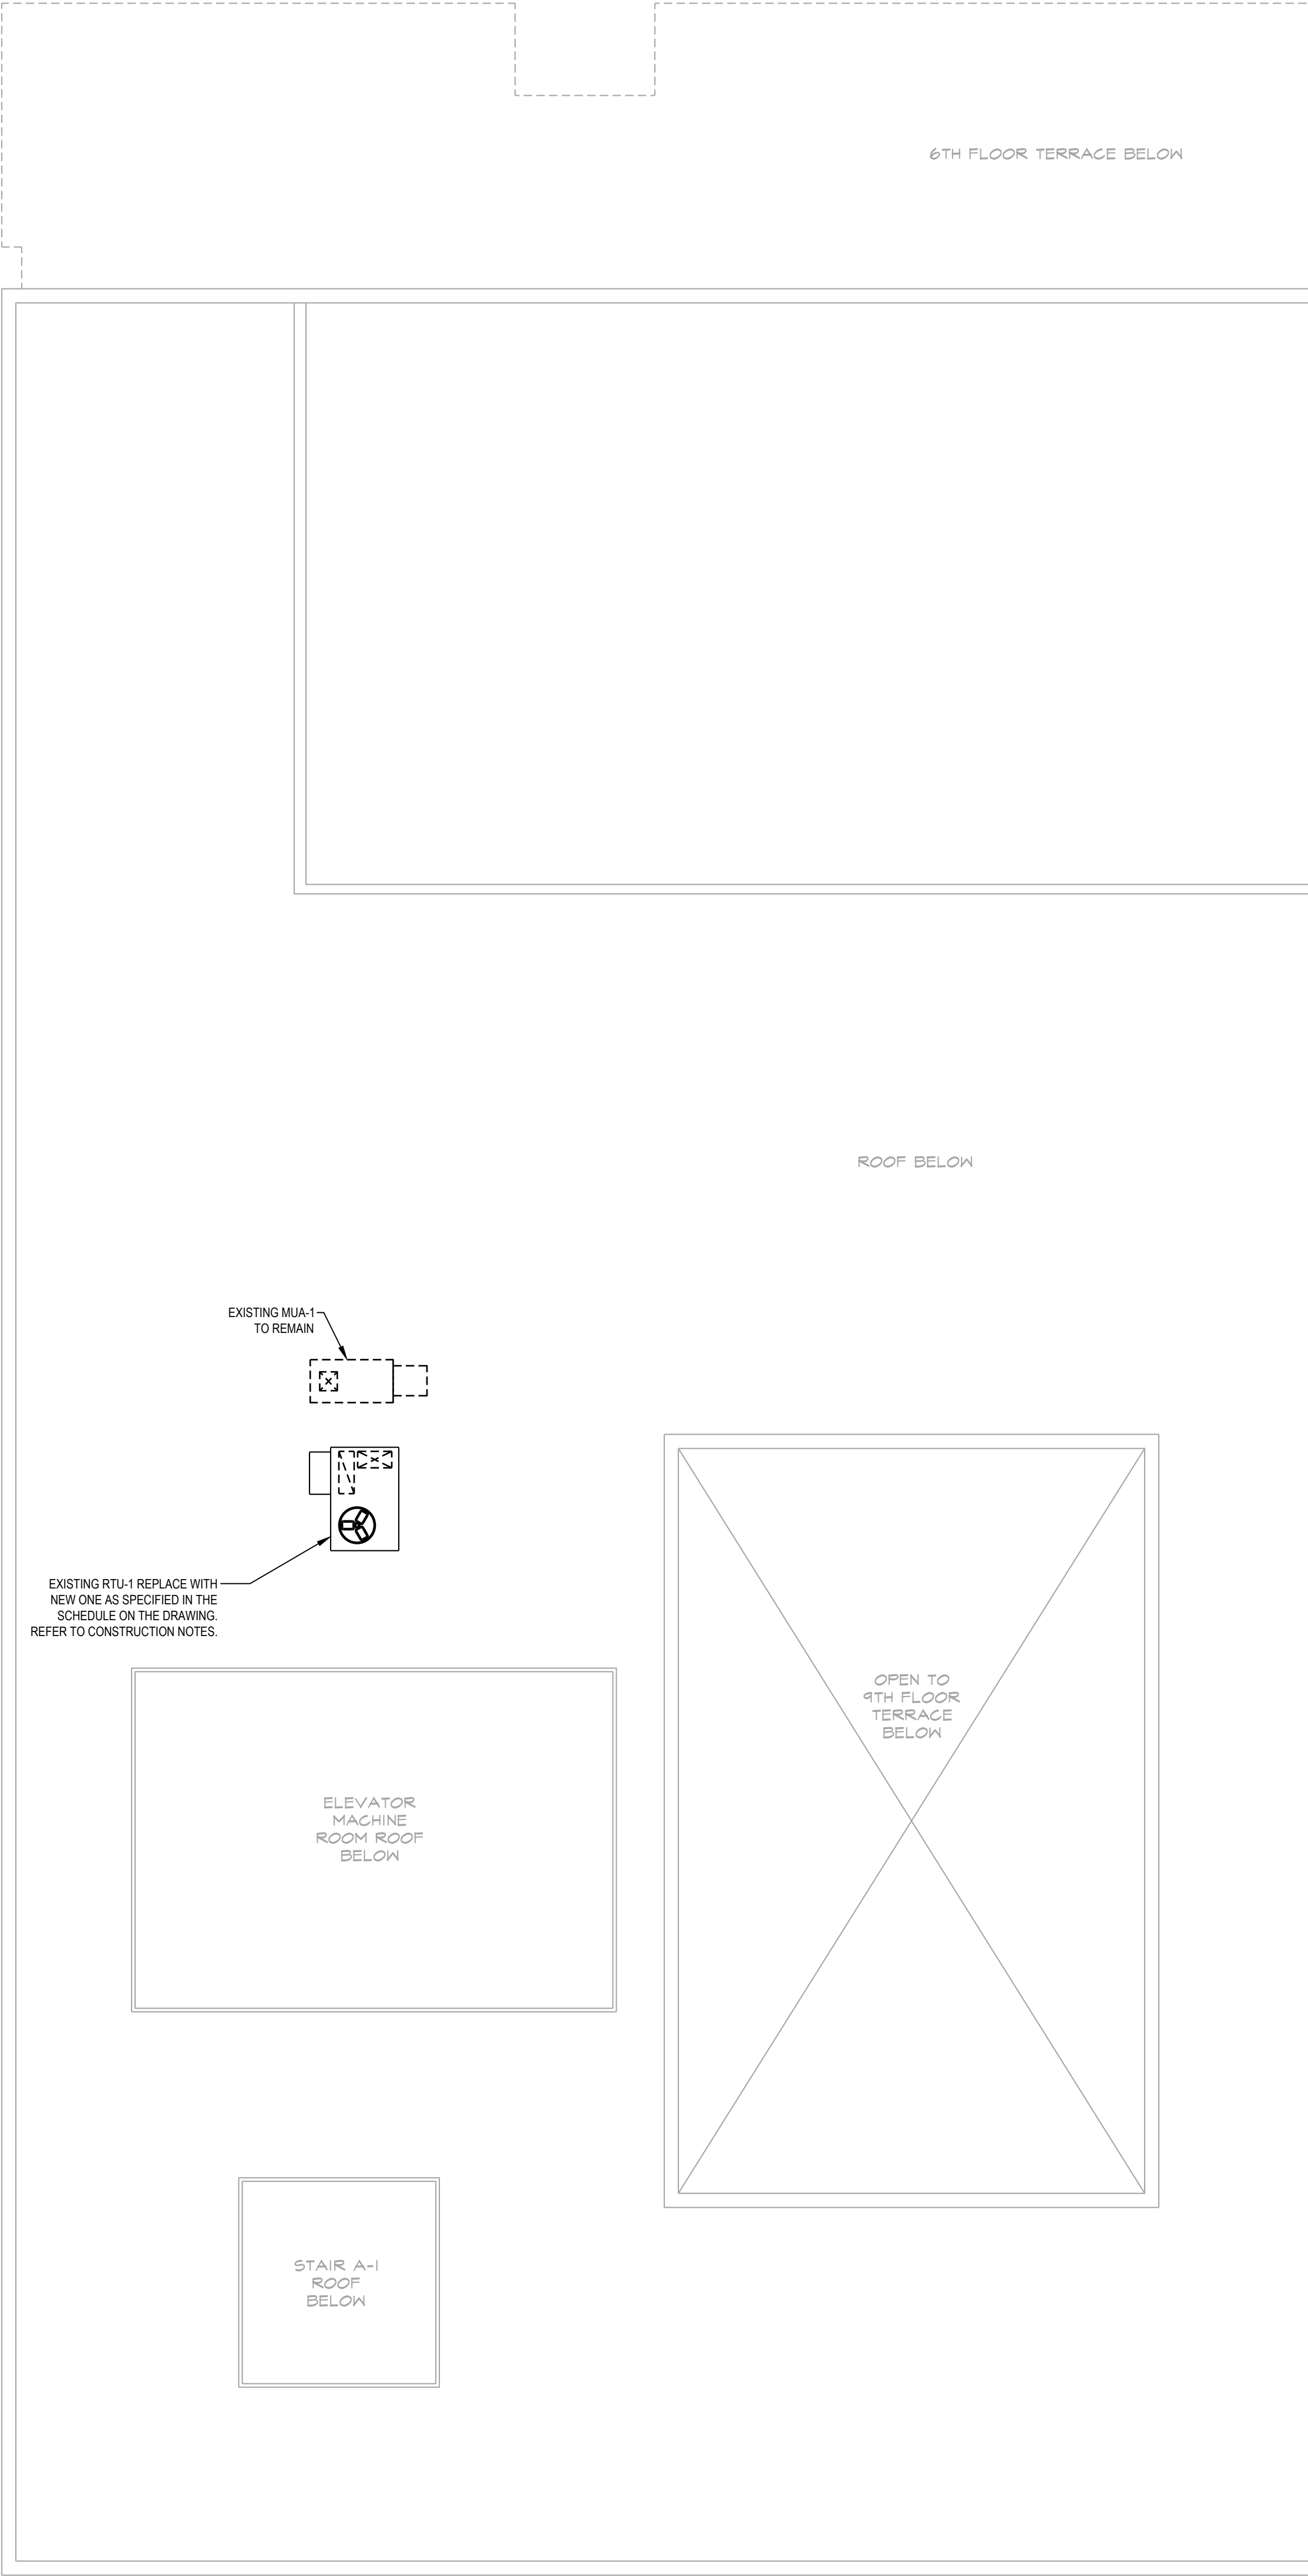 6TH FLOOR TERRACE BELOW
ROOF BELOW
EXISTING MUA-1
TO REMAIN
EXISTING RTU-1 REPLACE WITH
NEW ONE AS SPECIFIED IN THE
SCHEDULE ON THE DRAWING.
REFER TO CONSTRUCTION NOTES.
OPEN TO
9TH FLOOR
TERRACE
BELOW
ELEVATOR
MACHINE
ROOM ROOF
BELOW
STAIR A-1
ROOF
BELOW